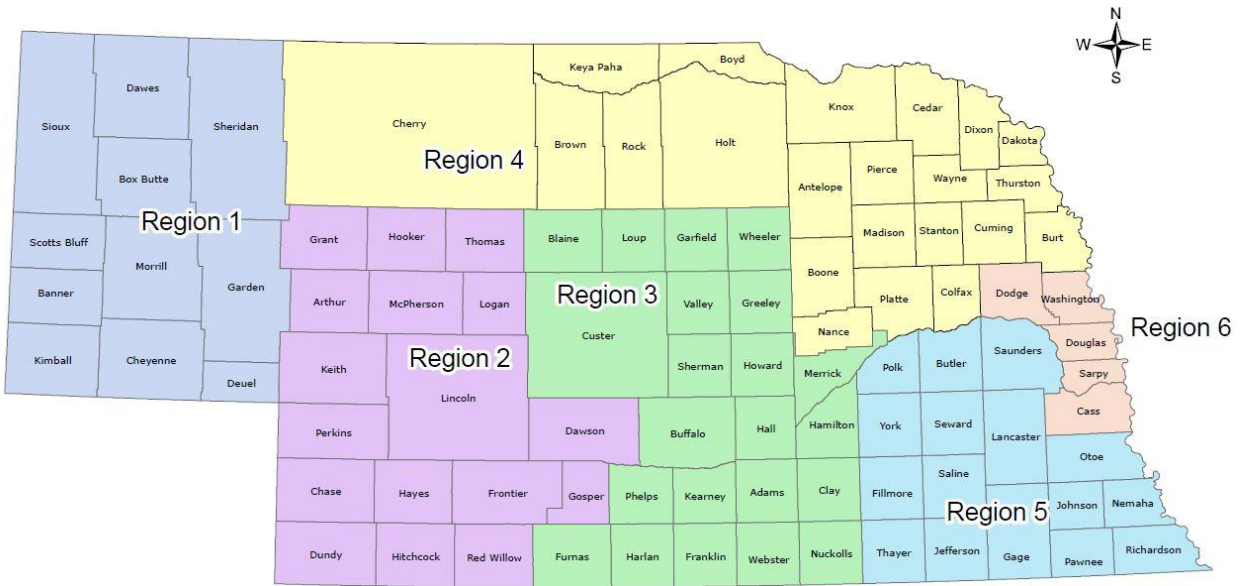 N
W E
S
Keya Paha Boyd
Dawes Knox Cedar
Sioux Sheridan Cherry Dixon
Brown Rock Holt Dakota
Region 4
Box Butte Antelope Pierce Wayne Thurston
Region 1
Scotts Bluff Grant Hooker Thomas Blaine Loup Garfield Wheeler Madison Stanton Cuming Burt
Morrill
Banner Garden Boone
Arthur McPherson Logan Region 3 Valley Greeley Platte Colfax Dodge Washington
Nance Region 6
Kimball Cheyenne Keith Region 2 Custer Sherman Howard Merrick Polk Butler Saunders Douglas
Deuel Lincoln Sarpy
Perkins Dawson Buffalo Hall Hamilton York Seward Lancaster Cass
Otoe
Chase Hayes Frontier Gosper Phelps Kearney Adams Clay Fillmore Saline
Region 5 Johnson Nemaha
Dundy Hitchcock Red Willow Furnas Harlan Franklin Webster Nuckolls Thayer Jefferson Gage Pawnee Richardson